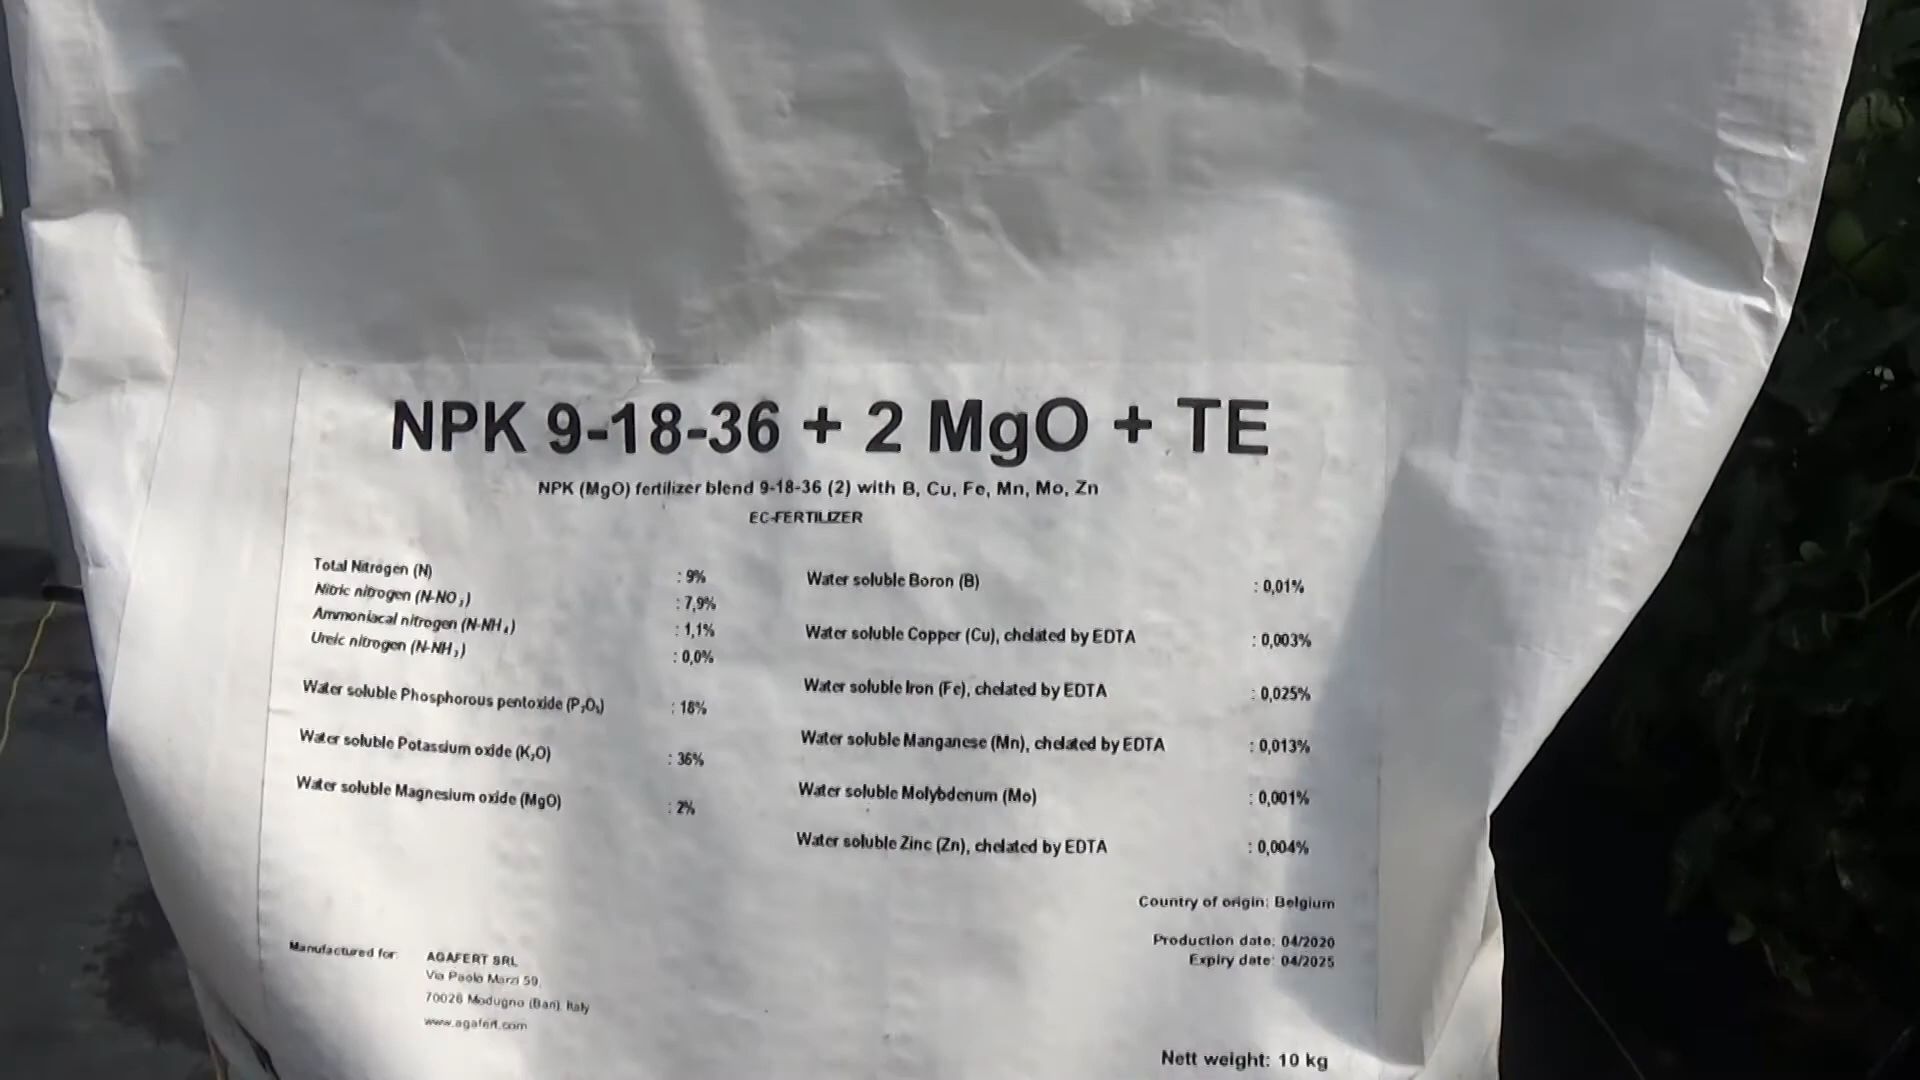 NPK 9-18-36 + 2 MgO + TE
NPK (MgO) fertilizer blend 9-18-36 (2) with B, Cu, Fe, Mn, Mo, Zn
EC-FERTILIZER
Total Nitrogen (N) : 9%
Nitric nitrogen (N-NO₃) : 7,9%
Ammoniacal nitrogen (N-NH₄) : 1,1%
Ureic nitrogen (N-NH₂) : 0,0%
Water soluble Phosphorous pentoxide (P₂O₅) : 18%
Water soluble Potassium oxide (K₂O) : 36%
Water soluble Magnesium oxide (MgO) : 2%
Water soluble Boron (B) : 0,01%
Water soluble Copper (Cu), chelated by EDTA : 0,003%
Water soluble Iron (Fe), chelated by EDTA : 0,025%
Water soluble Manganese (Mn), chelated by EDTA : 0,013%
Water soluble Molybdenum (Mo) : 0,001%
Water soluble Zinc (Zn), chelated by EDTA : 0,004%
Country of origin: Belgium
Production date: 04/2020
Expiry date: 04/2025
Manufactured for: AGAFERT SRL
Via Paolo Marzi 59,
70026 Modugno (Bari) Italy
www.agafert.com
Nett weight: 10 kg